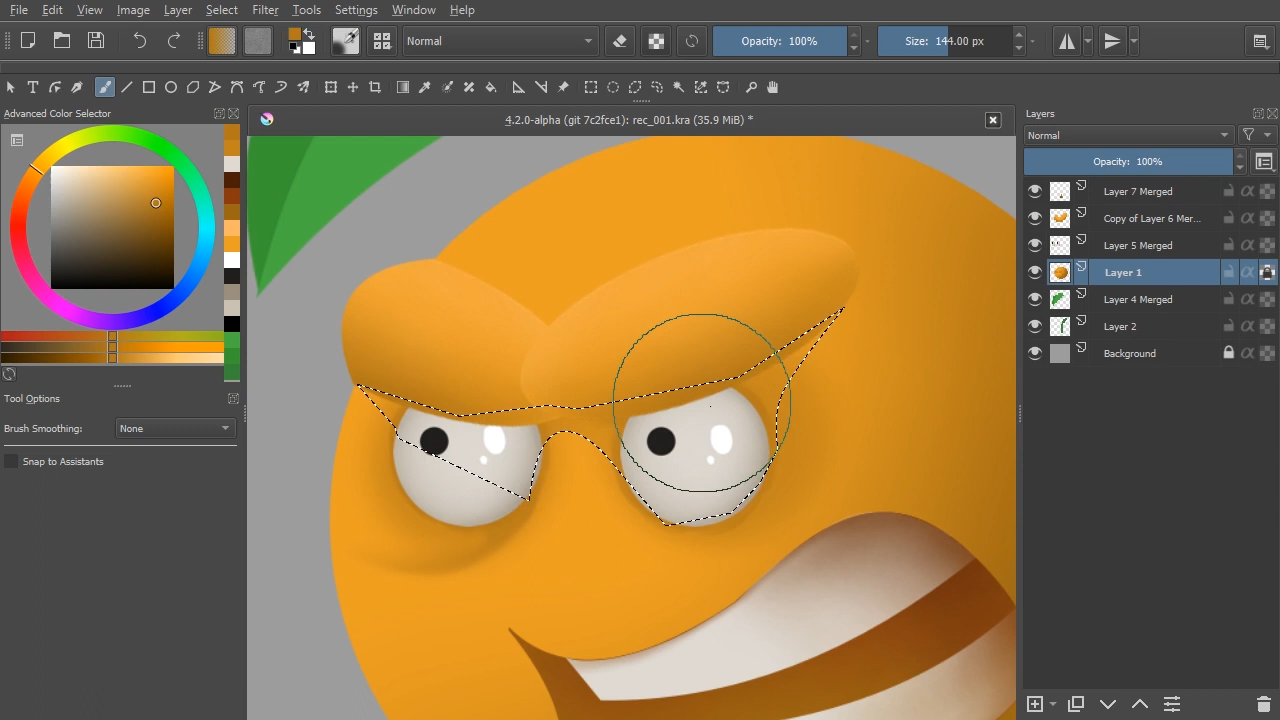 File Edit View Image Layer Select Filter Tools Settings Window Help
Normal Opacity: 100% Size: 144.00 px
Advanced Color Selector
4.2.0-alpha (git 7c2fce1): rec_001.kra (35.9 MiB) *
Layers
Normal
Opacity: 100%
Layer 7 Merged
Copy of Layer 6 Mer...
Layer 5 Merged
Layer 1
Layer 4 Merged
Layer 2
Background
Tool Options
Brush Smoothing: None
Snap to Assistants